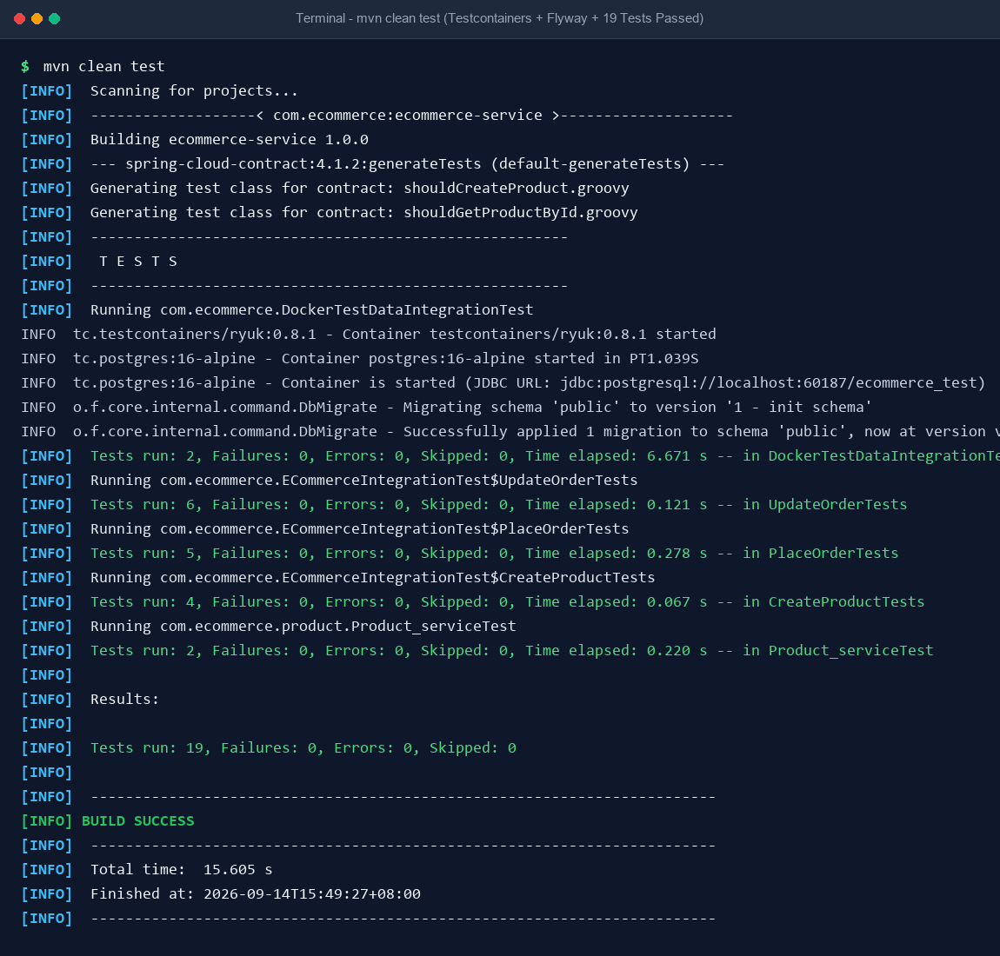 Terminal - mvn clean test (Testcontainers + Flyway + 19 Tests Passed)
$ mvn clean test
[INFO] Scanning for projects...
[INFO] -------------------< com.ecommerce:ecommerce-service >--------------------
[INFO] Building ecommerce-service 1.0.0
[INFO] --- spring-cloud-contract:4.1.2:generateTests (default-generateTests) ---
[INFO] Generating test class for contract: shouldCreateProduct.groovy
[INFO] Generating test class for contract: shouldGetProductById.groovy
[INFO] -------------------------------------------------------
[INFO]  T E S T S
[INFO] -------------------------------------------------------
[INFO] Running com.ecommerce.DockerTestDataIntegrationTest
INFO  tc.testcontainers/ryuk:0.8.1 - Container testcontainers/ryuk:0.8.1 started
INFO  tc.postgres:16-alpine - Container postgres:16-alpine started in PT1.039S
INFO  tc.postgres:16-alpine - Container is started (JDBC URL: jdbc:postgresql://localhost:60187/ecommerce_test)
INFO  o.f.core.internal.command.DbMigrate - Migrating schema 'public' to version '1 - init schema'
INFO  o.f.core.internal.command.DbMigrate - Successfully applied 1 migration to schema 'public', now at version v
[INFO] Tests run: 2, Failures: 0, Errors: 0, Skipped: 0, Time elapsed: 6.671 s -- in DockerTestDataIntegrationTe
[INFO] Running com.ecommerce.ECommerceIntegrationTest$UpdateOrderTests
[INFO] Tests run: 6, Failures: 0, Errors: 0, Skipped: 0, Time elapsed: 0.121 s -- in UpdateOrderTests
[INFO] Running com.ecommerce.ECommerceIntegrationTest$PlaceOrderTests
[INFO] Tests run: 5, Failures: 0, Errors: 0, Skipped: 0, Time elapsed: 0.278 s -- in PlaceOrderTests
[INFO] Running com.ecommerce.ECommerceIntegrationTest$CreateProductTests
[INFO] Tests run: 4, Failures: 0, Errors: 0, Skipped: 0, Time elapsed: 0.067 s -- in CreateProductTests
[INFO] Running com.ecommerce.product.Product_serviceTest
[INFO] Tests run: 2, Failures: 0, Errors: 0, Skipped: 0, Time elapsed: 0.220 s -- in Product_serviceTest
[INFO]
[INFO] Results:
[INFO]
[INFO] Tests run: 19, Failures: 0, Errors: 0, Skipped: 0
[INFO]
[INFO] ------------------------------------------------------------------------
[INFO] BUILD SUCCESS
[INFO] ------------------------------------------------------------------------
[INFO] Total time:  15.605 s
[INFO] Finished at: 2026-09-14T15:49:27+08:00
[INFO] ------------------------------------------------------------------------